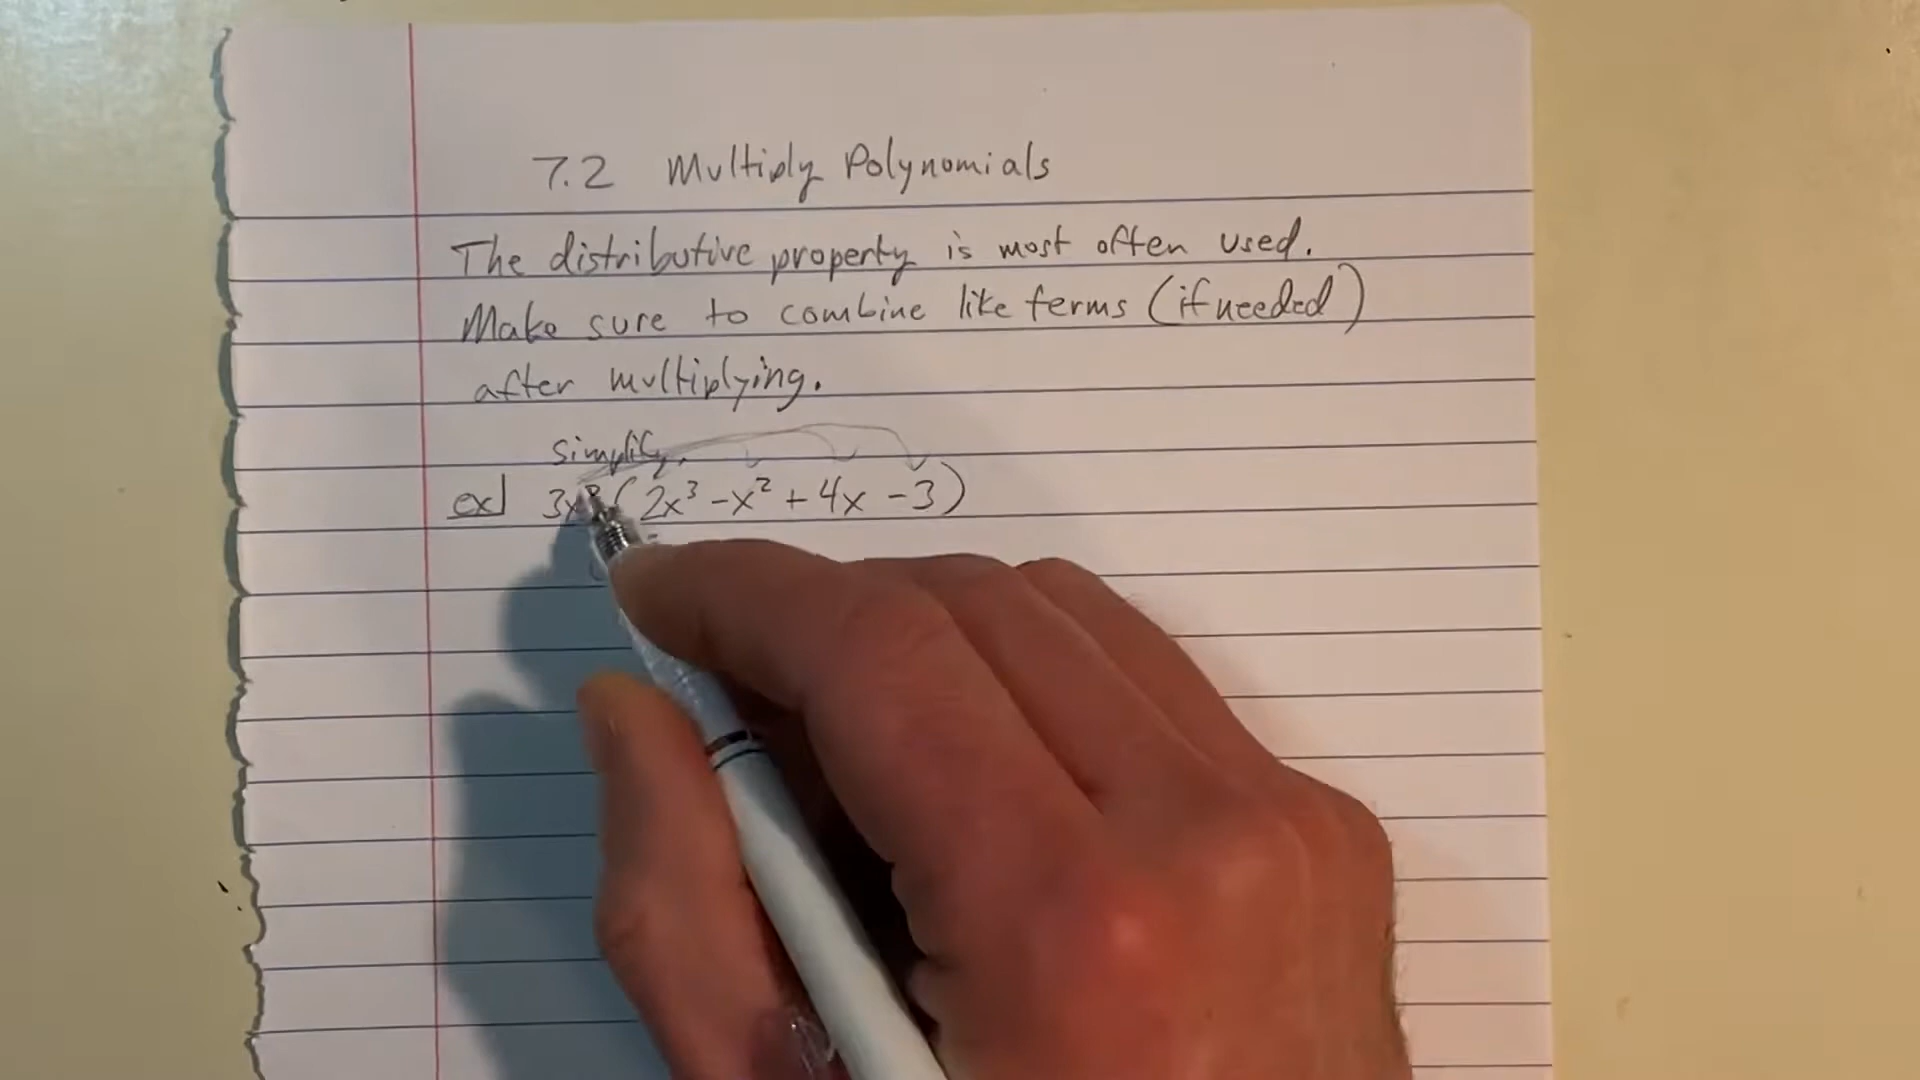 7.2 Multiply Polynomials
The distributive property is most often used.
Make sure to combine like terms (if needed)
after multiplying.
Simplify.
ex) (2x³ -x² + 4x -3)